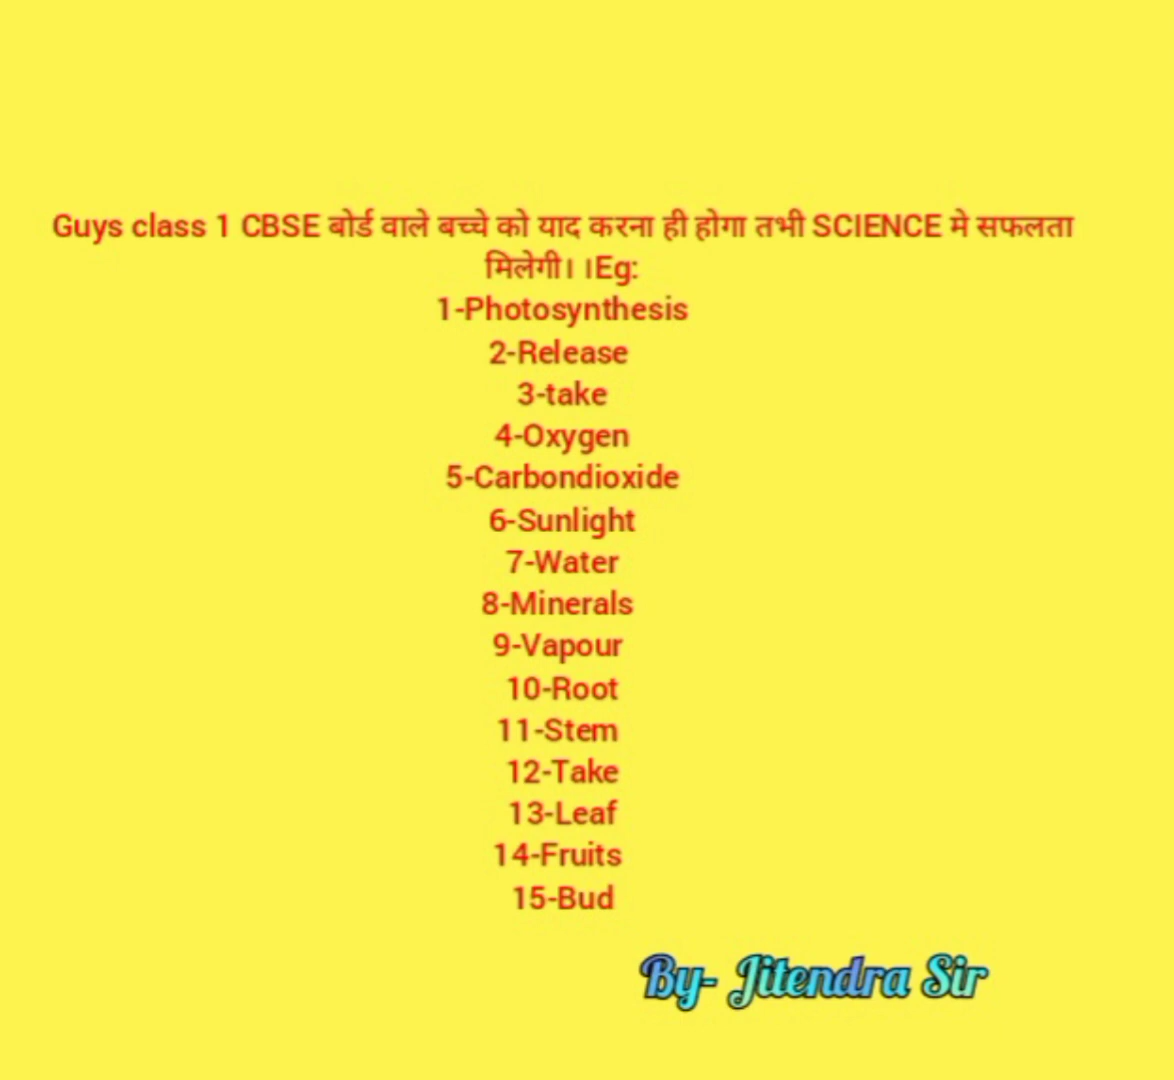 Guys class 1 CBSE बोर्ड वाले बच्चे को याद करना ही होगा तभी SCIENCE मे सफलता
मिलेगी। ।Eg:
1-Photosynthesis
2-Release
3-take
4-Oxygen
5-Carbondioxide
6-Sunlight
7-Water
8-Minerals
9-Vapour
10-Root
11-Stem
12-Take
13-Leaf
14-Fruits
15-Bud
By- Jitendra Sir